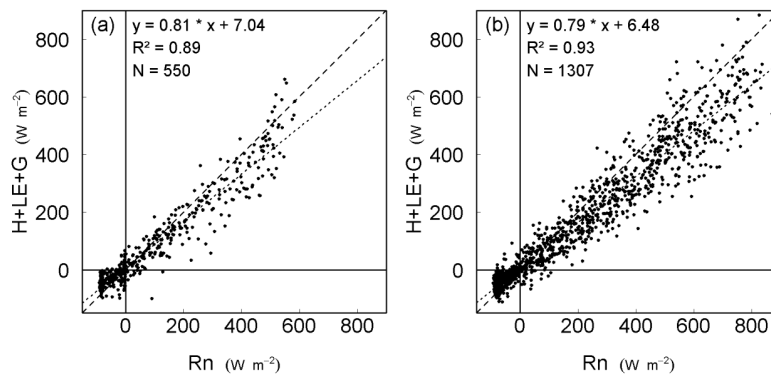 (a) y = 0.81 * x + 7.04
R² = 0.89
N = 550
800
600
400
200
0
H+LE+G (W m⁻²)
0 200 400 600 800
Rn (W m⁻²)
(b) y = 0.79 * x + 6.48
R² = 0.93
N = 1307
800
600
400
200
0
H+LE+G (W m⁻²)
0 200 400 600 800
Rn (W m⁻²)